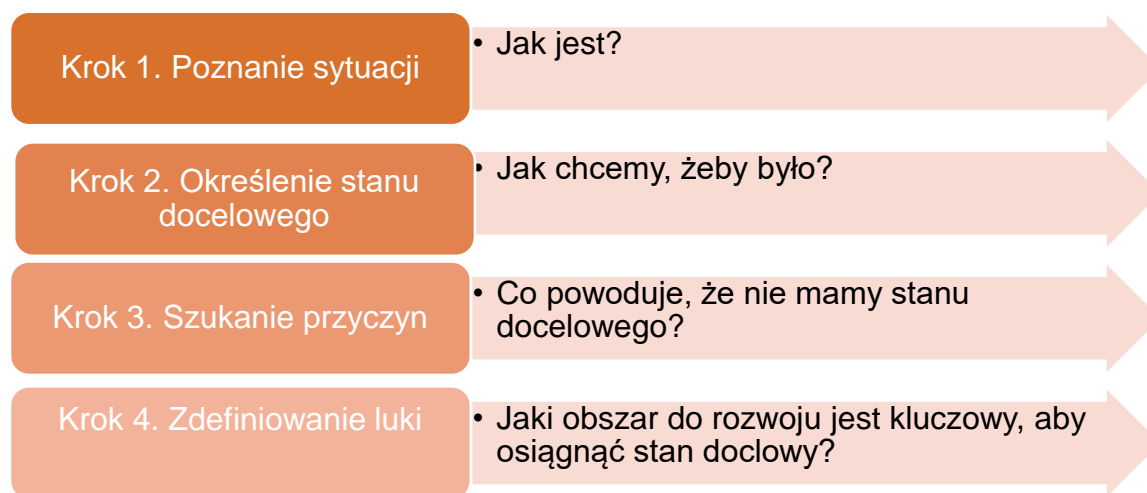 Krok 1. Poznanie sytuacji
• Jak jest?
Krok 2. Określenie stanu
docelowego
• Jak chcemy, żeby było?
Krok 3. Szukanie przyczyn
• Co powoduje, że nie mamy stanu
docelowego?
Krok 4. Zdefiniowanie luki
• Jaki obszar do rozwoju jest kluczowy, aby
osiągnąć stan doclowy?